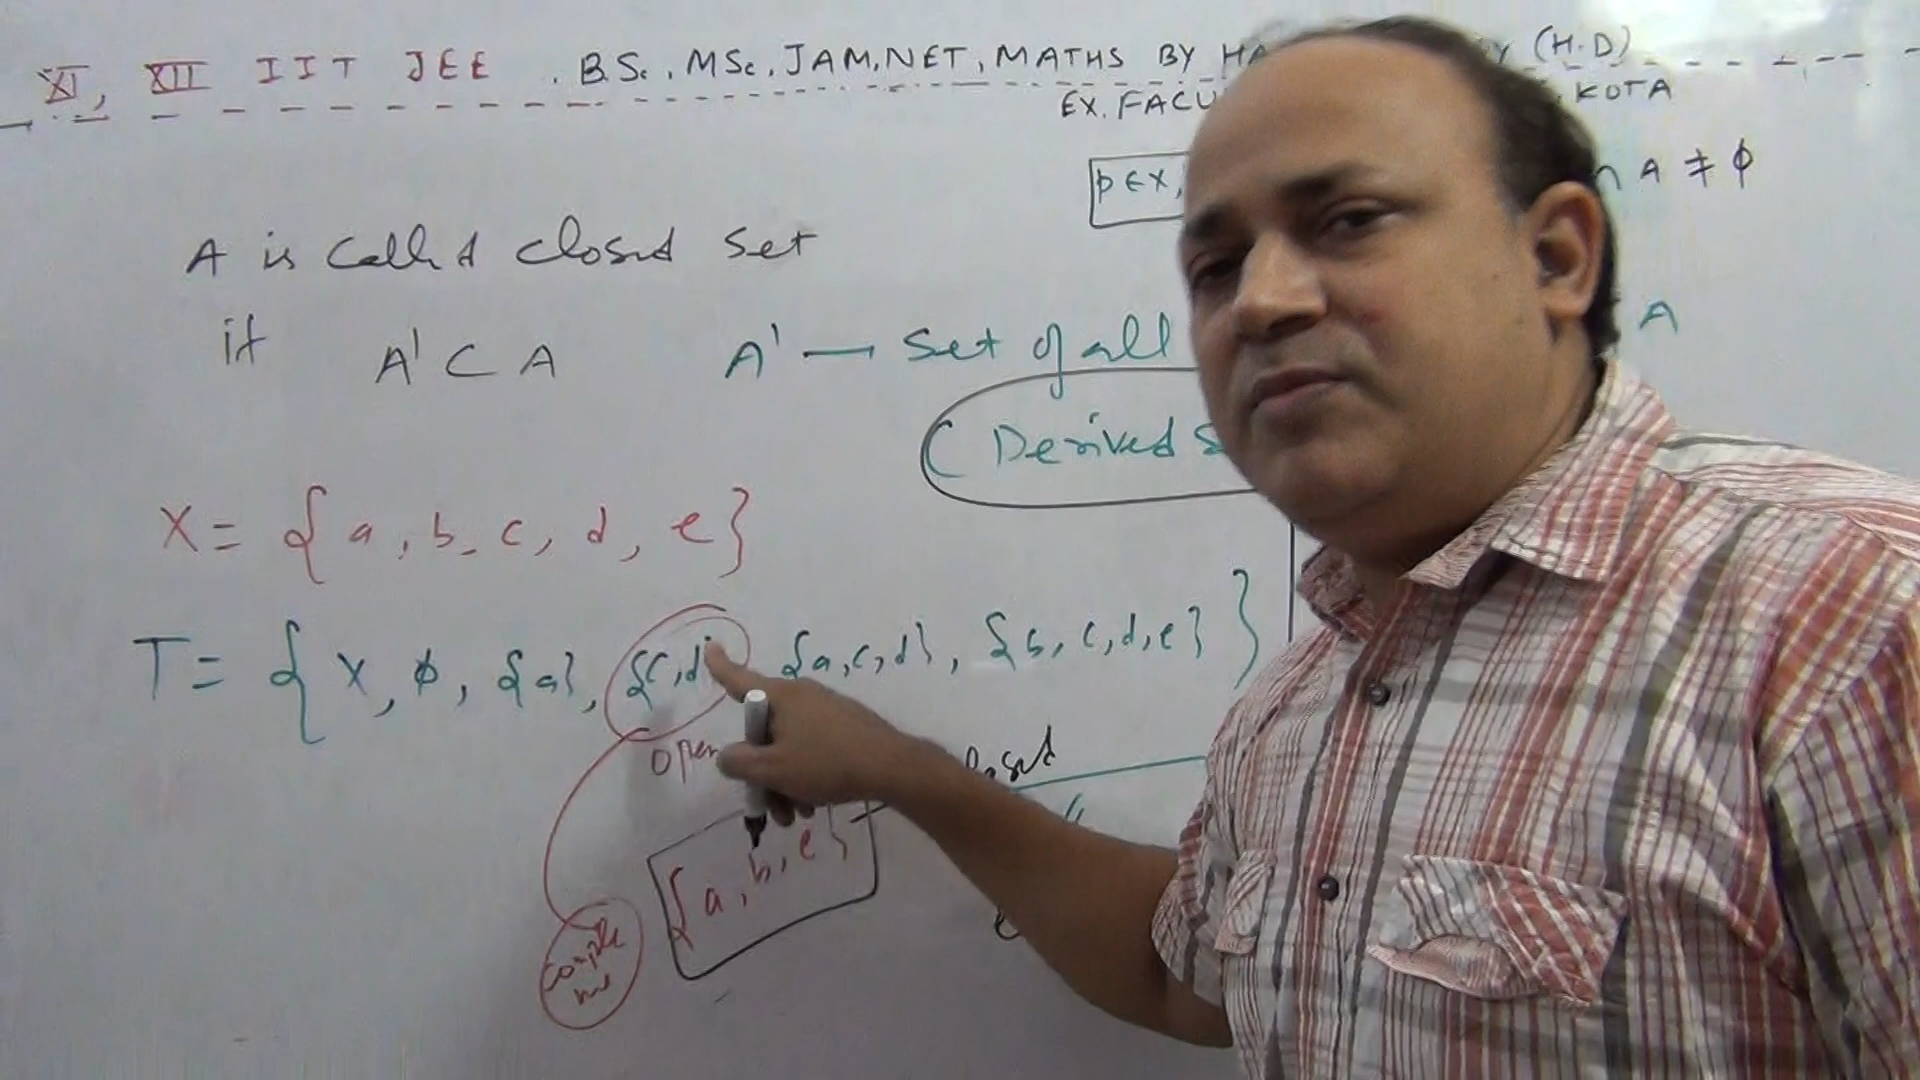 XI, XII IIT JEE . B.Sc, MSc, JAM, NET, MATHS BY HA Y (H.D)
EX. FACU , KOTA
p ∈ X, ∩ A ≠ ϕ
A is called closed set
if A' ⊂ A A' — Set of all A
( Derived S
X = {a, b, c, d, e}
T = { X, ϕ, {a}, {c,d {a, c, d}, {b, c, d, e} }
open
{a, b, e}